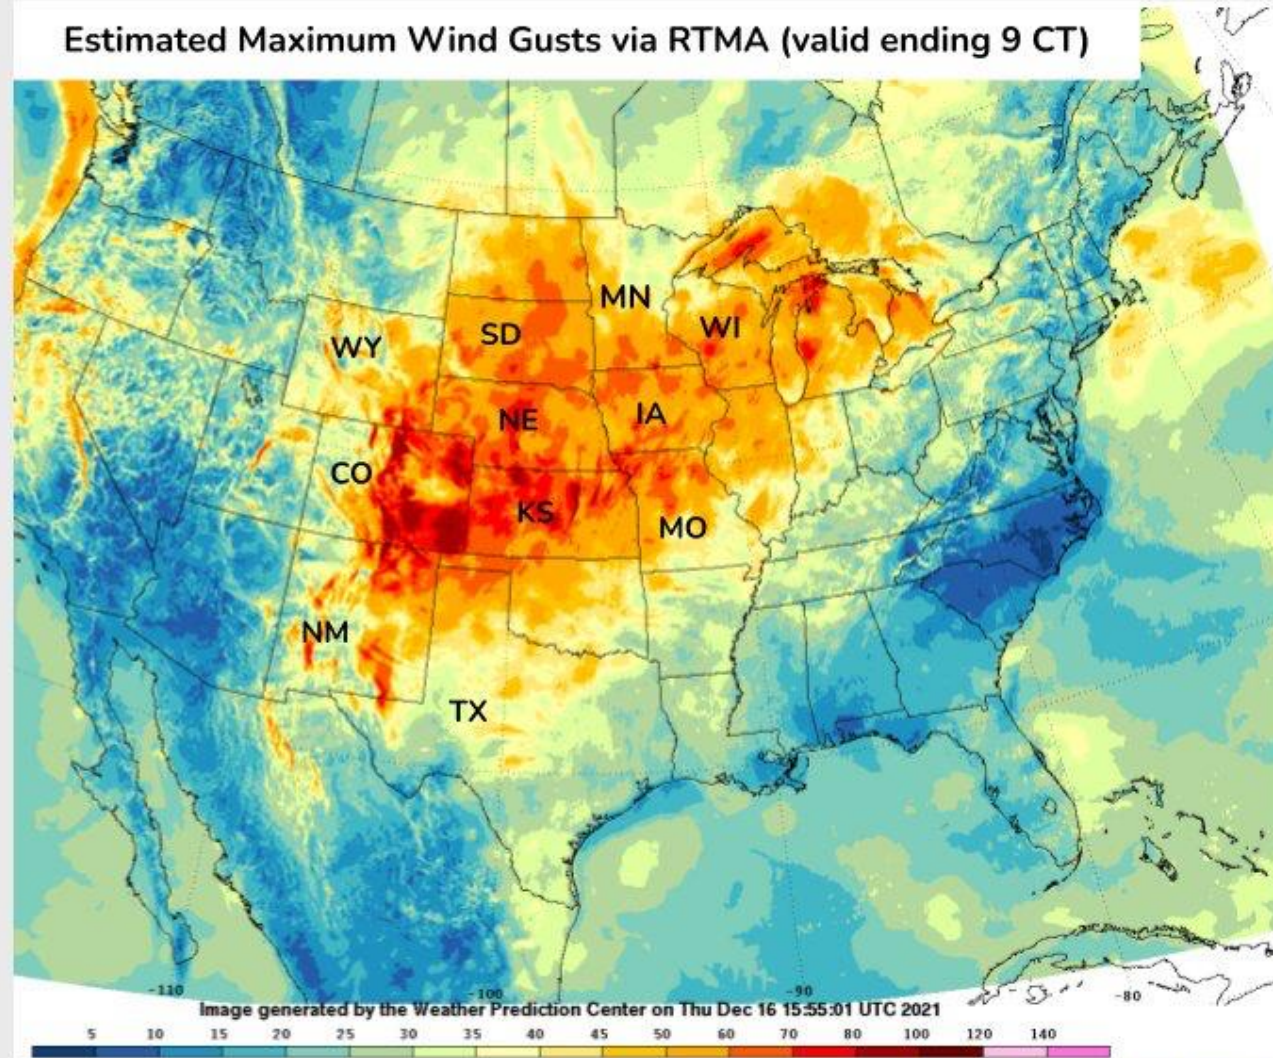 Estimated Maximum Wind Gusts via RTMA (valid ending 9 CT)
MN
SD
WI
WY
NE
IA
CO
KS
MO
NM
TX
-110
-100
-90
-80
Image generated by the Weather Prediction Center on Thu Dec 16 15:55:01 UTC 2021
5 10 15 20 25 30 35 40 45 50 60 70 80 100 120 140